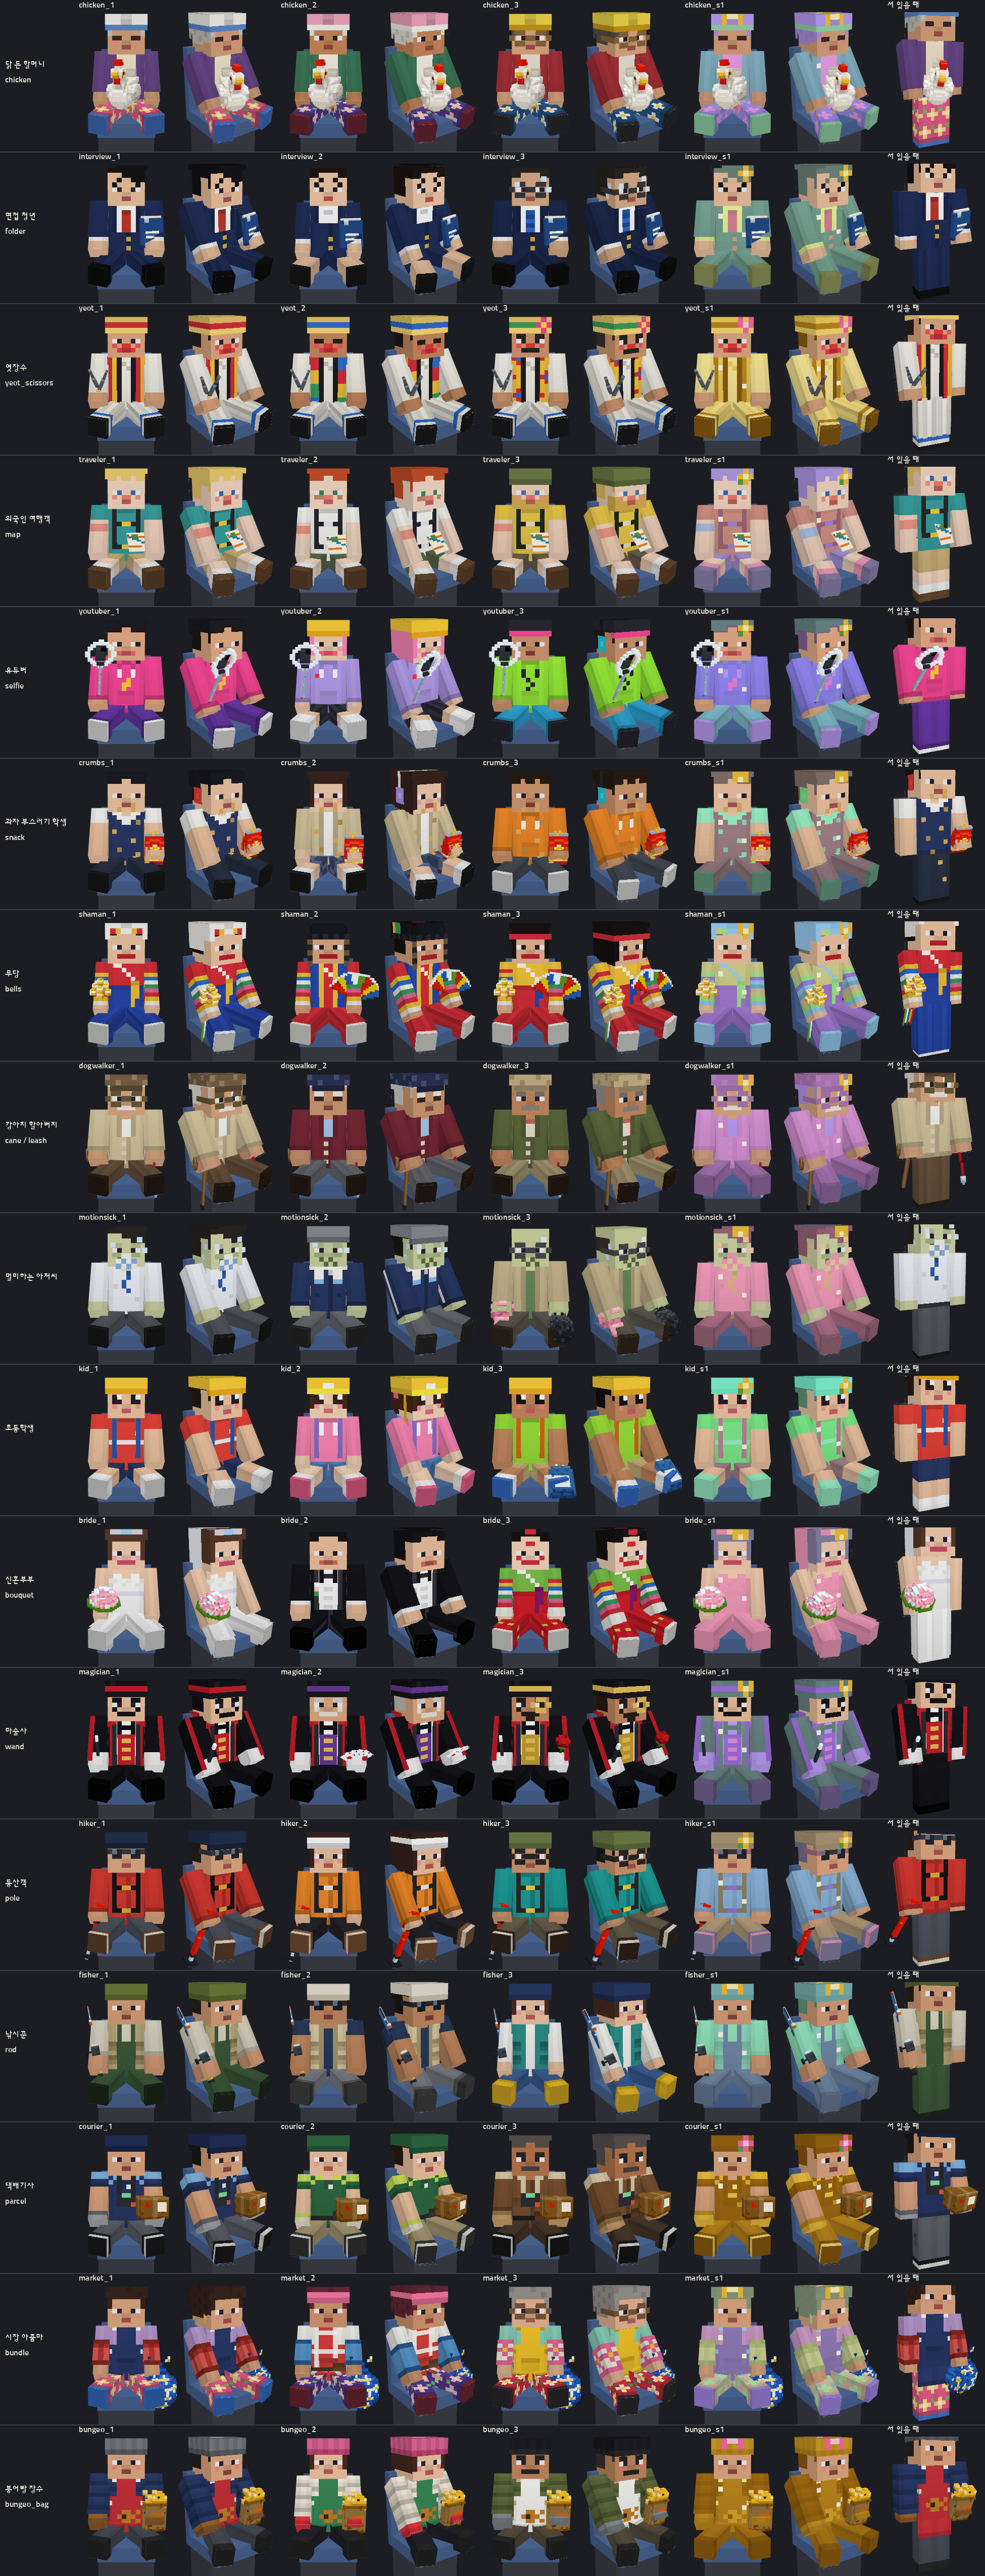 chicken_1 chicken_2 chicken_3 chicken_s1 서 있을 때
닭 든 할머니
chicken
interview_1 interview_2 interview_3 interview_s1 서 있을 때
면접 청년
folder
yeot_1 yeot_2 yeot_3 yeot_s1 서 있을 때
엿장수
yeot_scissors
traveler_1 traveler_2 traveler_3 traveler_s1 서 있을 때
외국인 여행객
map
youtuber_1 youtuber_2 youtuber_3 youtuber_s1 서 있을 때
유튜버
selfie
crumbs_1 crumbs_2 crumbs_3 crumbs_s1 서 있을 때
과자 부스러기 학생
snack
shaman_1 shaman_2 shaman_3 shaman_s1 서 있을 때
무당
bells
dogwalker_1 dogwalker_2 dogwalker_3 dogwalker_s1 서 있을 때
강아지 할아버지
cane / leash
motionsick_1 motionsick_2 motionsick_3 motionsick_s1 서 있을 때
멀미하는 아저씨
kid_1 kid_2 kid_3 kid_s1 서 있을 때
초등학생
bride_1 bride_2 bride_3 bride_s1 서 있을 때
신혼부부
bouquet
magician_1 magician_2 magician_3 magician_s1 서 있을 때
마술사
wand
hiker_1 hiker_2 hiker_3 hiker_s1 서 있을 때
등산객
pole
fisher_1 fisher_2 fisher_3 fisher_s1 서 있을 때
낚시꾼
rod
courier_1 courier_2 courier_3 courier_s1 서 있을 때
택배기사
parcel
market_1 market_2 market_3 market_s1 서 있을 때
시장 아줌마
bundle
bungeo_1 bungeo_2 bungeo_3 bungeo_s1 서 있을 때
붕어빵 장수
bungeo_bag